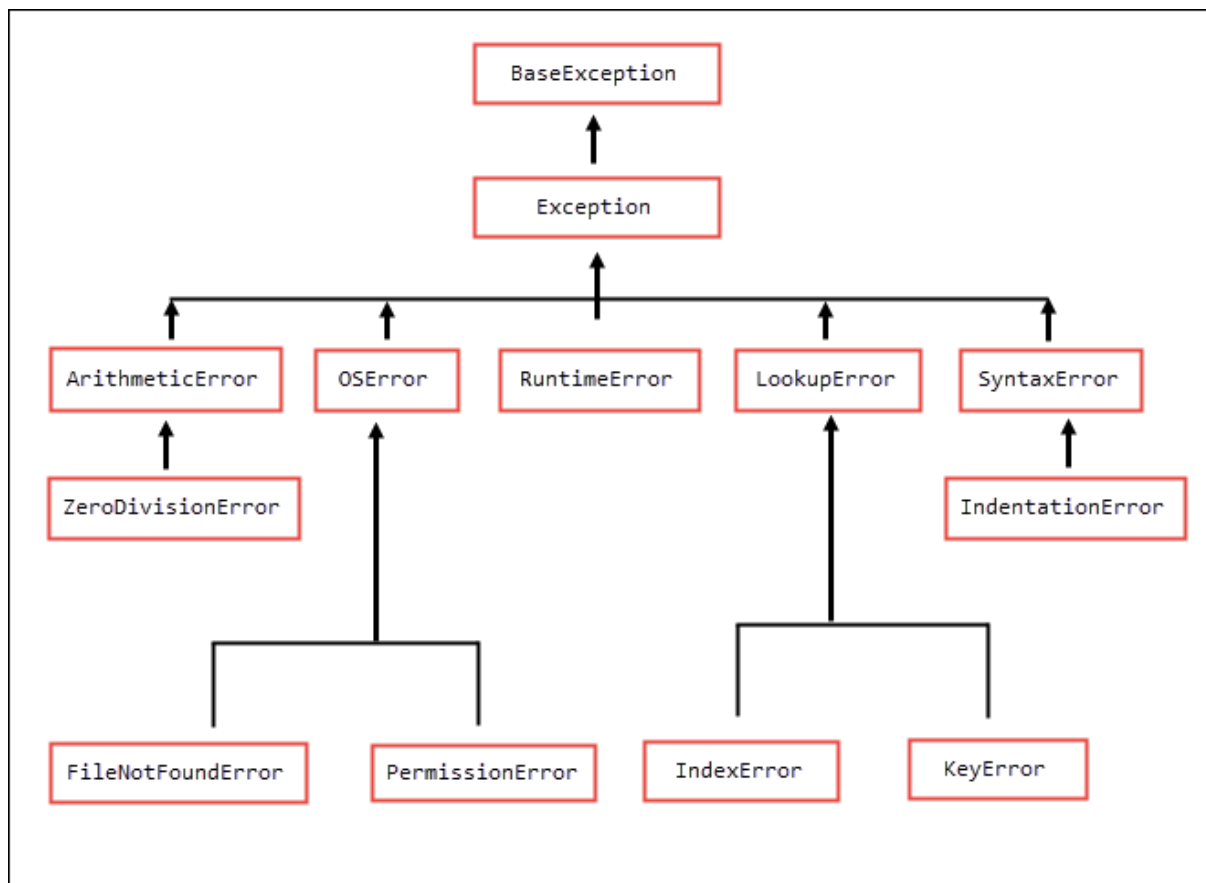 BaseException
Exception
ArithmeticError
OSError
RuntimeError
LookupError
SyntaxError
ZeroDivisionError
IndentationError
FileNotFoundError
PermissionError
IndexError
KeyError